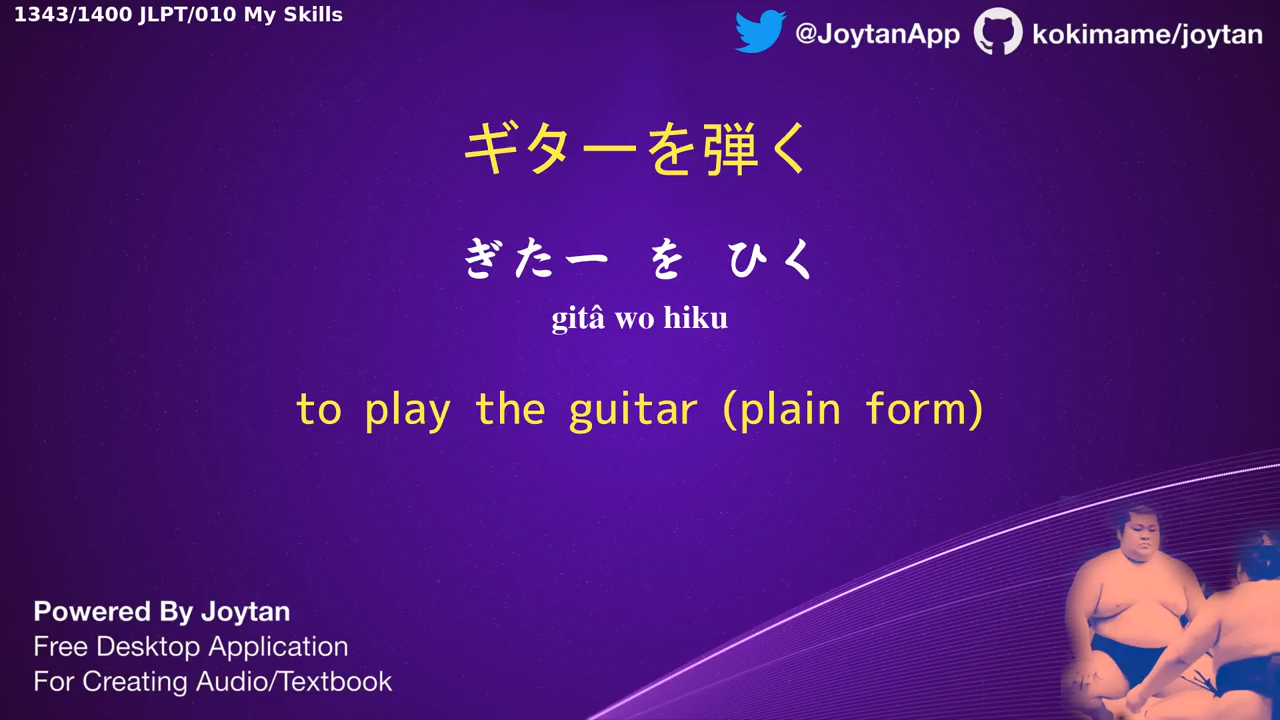 1343/1400 JLPT/010 My Skills
@JoytanApp kokimame/joytan
ギターを弾く
ぎたー を ひく
gitâ wo hiku
to play the guitar (plain form)
Powered By Joytan
Free Desktop Application
For Creating Audio/Textbook